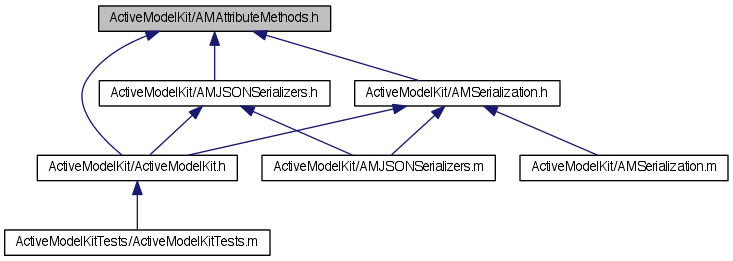 ActiveModelKit/AMAttributeMethods.h
ActiveModelKit/AMJSONSerializers.h
ActiveModelKit/AMSerialization.h
ActiveModelKit/ActiveModelKit.h
ActiveModelKit/AMJSONSerializers.m
ActiveModelKit/AMSerialization.m
ActiveModelKitTests/ActiveModelKitTests.m